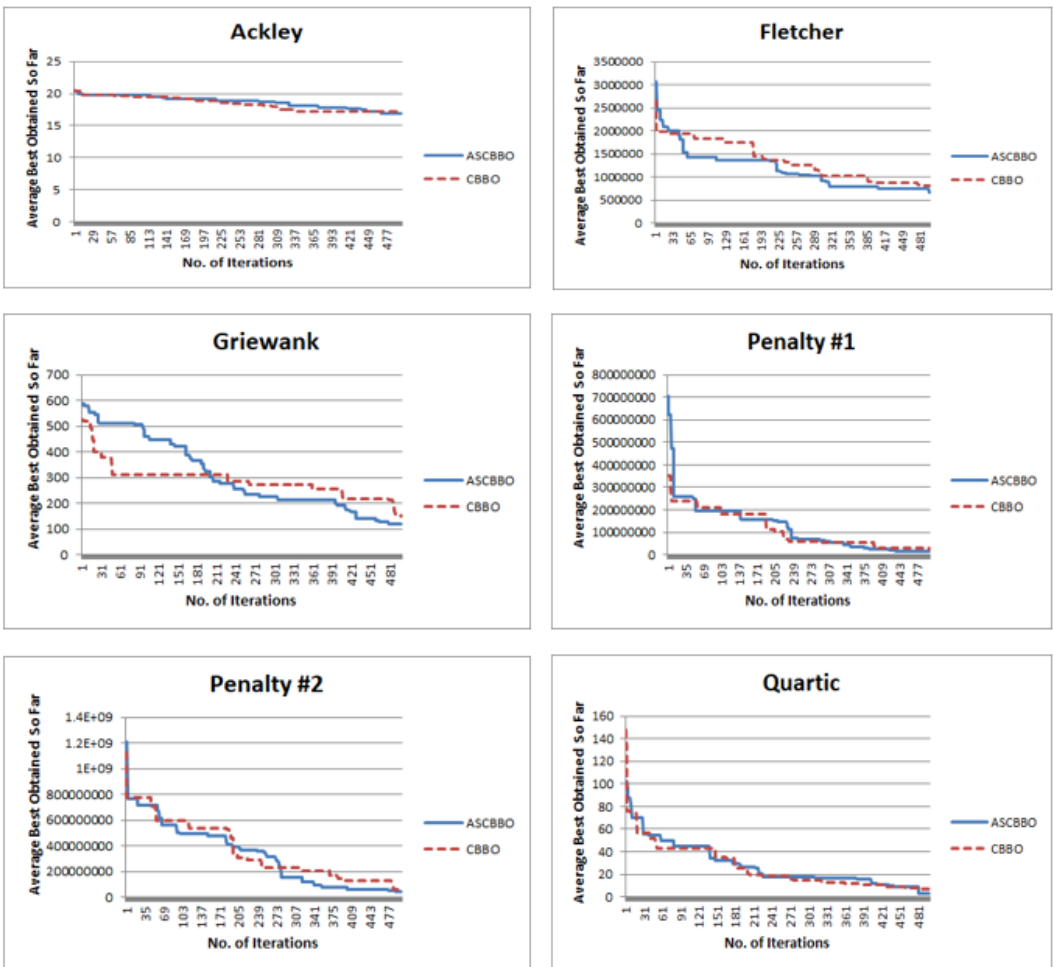 Ackley
Average Best Obtained So Far
25
20
15
10
5
0
1 29 57 85 113 141 169 197 225 253 281 309 337 365 393 421 449 477
No. of Iterations
ASCBBO
CBBO
Fletcher
Average Best Obtained So Far
3500000
3000000
2500000
2000000
1500000
1000000
500000
0
1 33 65 97 129 161 193 225 257 289 321 353 385 417 449 481
No. of Iterations
ASCBBO
CBBO
Griewank
Average Best Obtained So Far
700
600
500
400
300
200
100
0
1 31 61 91 121 151 181 211 241 271 301 331 361 391 421 451 481
No. of Iterations
ASCBBO
CBBO
Penalty #1
Average Best Obtained So Far
800000000
700000000
600000000
500000000
400000000
300000000
200000000
100000000
0
1 35 69 103 137 171 205 239 273 307 341 375 409 443 477
No. of Iterations
ASCBBO
CBBO
Penalty #2
Average Best Obtained So Far
1.4E+09
1.2E+09
1E+09
800000000
600000000
400000000
200000000
0
1 35 69 103 137 171 205 239 273 307 341 375 409 443 477
No. of Iterations
ASCBBO
CBBO
Quartic
Average Best Obtained So Far
160
140
120
100
80
60
40
20
0
1 31 61 91 121 151 181 211 241 271 301 331 361 391 421 451 481
No. of Iterations
ASCBBO
CBBO